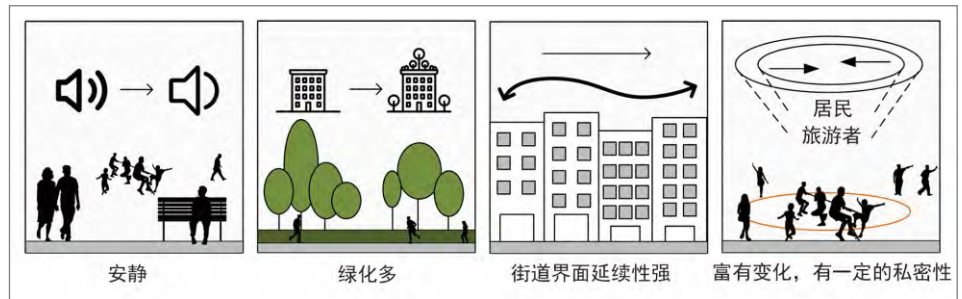 居民
旅游者
安静
绿化多
街道界面延续性强
富有变化，有一定的私密性